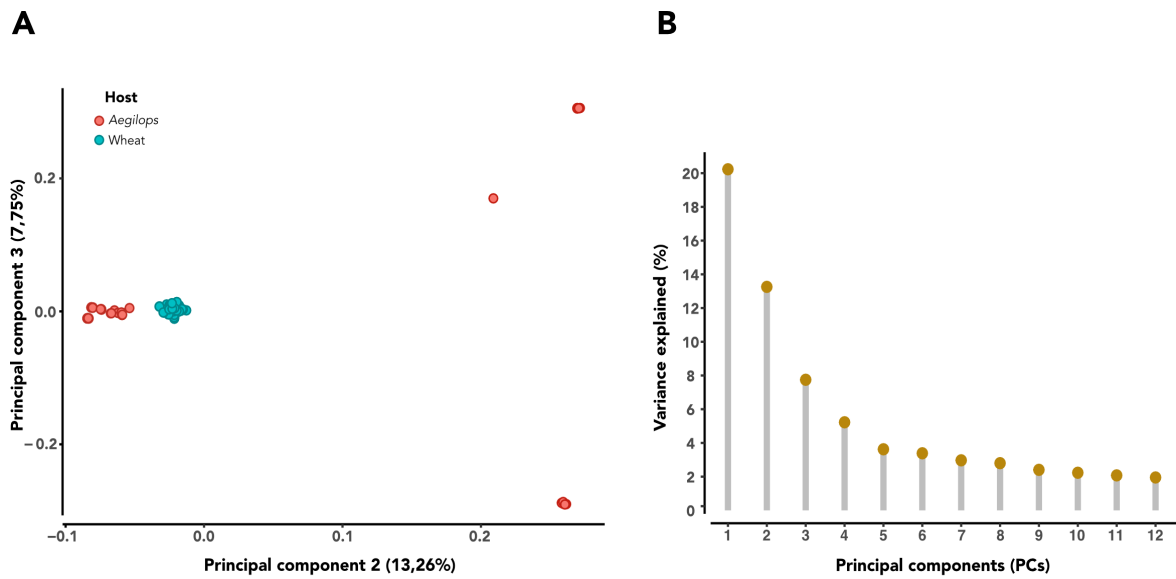 A
B
Host
Aegilops
Wheat
0.2
0.0
−0.2
Principal component 3 (7,75%)
−0.1
0.0
0.1
0.2
Principal component 2 (13,26%)
20
18
16
14
12
10
8
6
4
2
0
Variance explained (%)
1 2 3 4 5 6 7 8 9 10 11 12
Principal components (PCs)